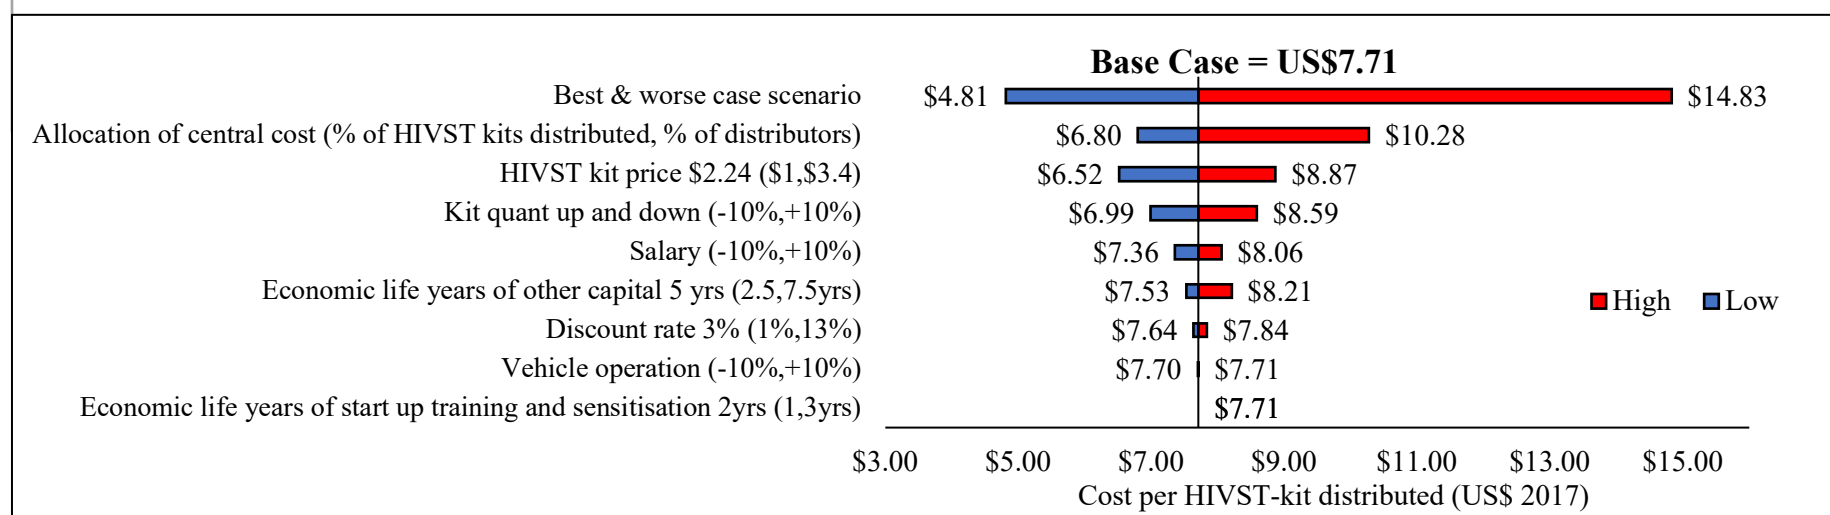 Base Case = US$7.71
Best & worse case scenario $4.81 $14.83
Allocation of central cost (% of HIVST kits distributed, % of distributors) $6.80 $10.28
HIVST kit price $2.24 ($1,$3.4) $6.52 $8.87
Kit quant up and down (-10%,+10%) $6.99 $8.59
Salary (-10%,+10%) $7.36 $8.06
Economic life years of other capital 5 yrs (2.5,7.5yrs) $7.53 $8.21
High Low
Discount rate 3% (1%,13%) $7.64 $7.84
Vehicle operation (-10%,+10%) $7.70 $7.71
Economic life years of start up training and sensitisation 2yrs (1,3yrs) $7.71
$3.00 $5.00 $7.00 $9.00 $11.00 $13.00 $15.00
Cost per HIVST-kit distributed (US$ 2017)